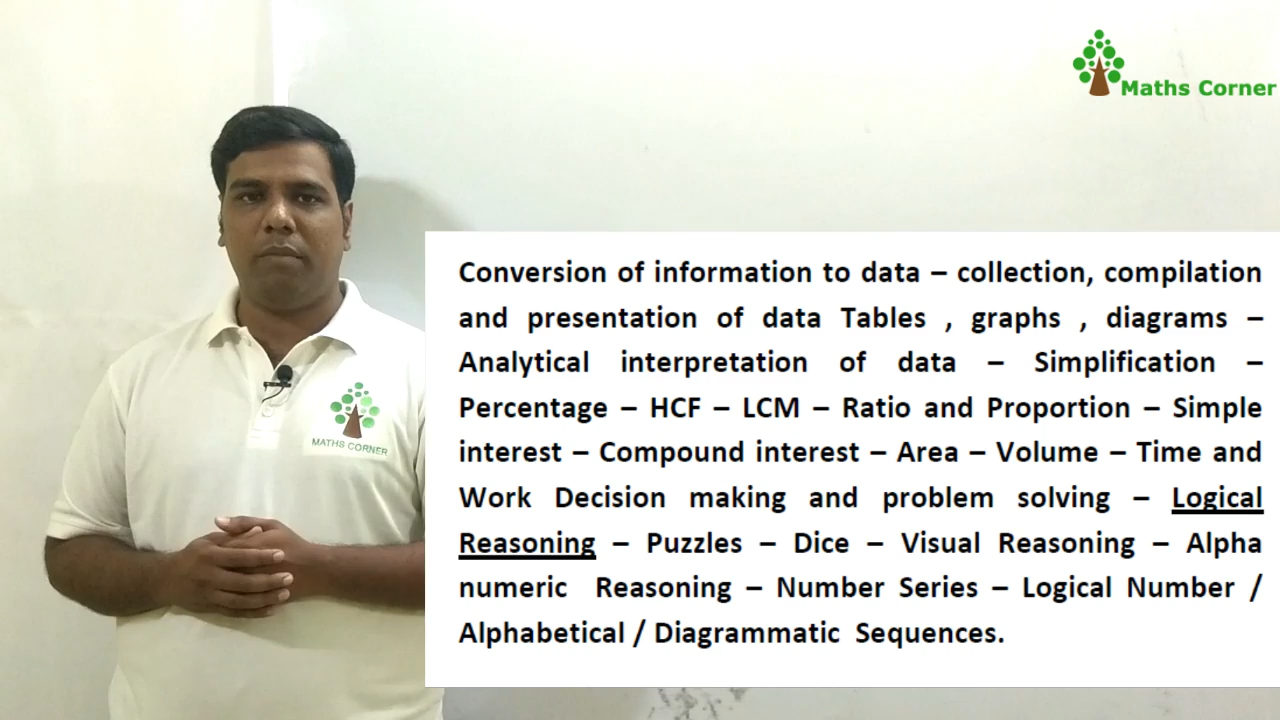 Maths Corner
Conversion of information to data – collection, compilation
and presentation of data Tables , graphs , diagrams –
Analytical interpretation of data – Simplification –
Percentage – HCF – LCM – Ratio and Proportion – Simple
interest – Compound interest – Area – Volume – Time and
Work Decision making and problem solving – Logical
Reasoning – Puzzles – Dice – Visual Reasoning – Alpha
numeric Reasoning – Number Series – Logical Number /
Alphabetical / Diagrammatic Sequences.
MATHS CORNER